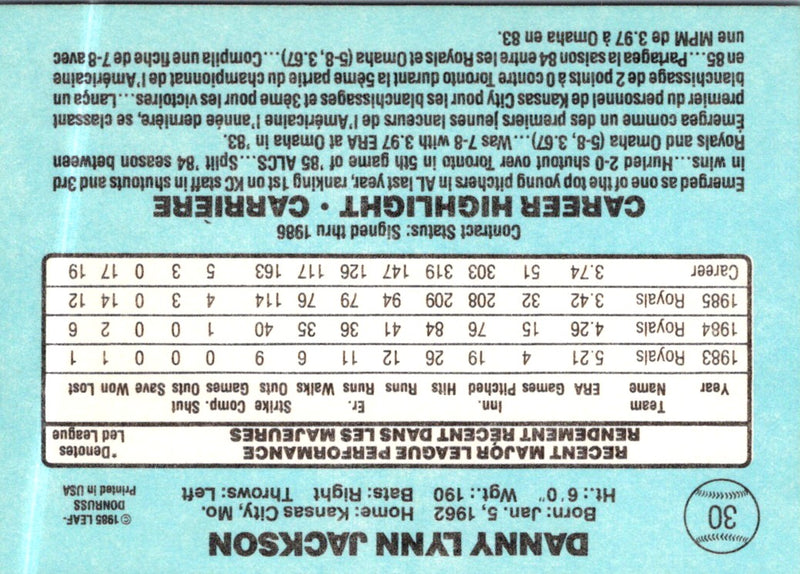 30
DANNY LYNN JACKSON
Born: Jan. 5, 1962 Home: Kansas City, Mo.
Ht.: 6'0" Wgt.: 190 Bats: Right Throws: Left
© 1985 LEAF-
DONRUSS
Printed in USA
RECENT MAJOR LEAGUE PERFORMANCE
RENDEMENT RÉCENT DANS LES MAJEURES
*Denotes
Led League
Team Inn. Er. Strike Comp. Shut
Year Name ERA Games Pitched Hits Runs Runs Walks Outs Games Outs Save Won Lost
1983 Royals 5.21 4 19 26 12 11 6 9 0 0 0 1 1
1984 Royals 4.26 15 76 84 41 36 35 40 1 0 0 2 6
1985 Royals 3.42 32 208 209 94 79 76 114 4 3 0 14 12
Career 3.74 51 303 319 147 126 117 163 5 3 0 17 19
Contract Status: Signed thru 1986
CAREER HIGHLIGHT • CARRIÈRE
Emerged as one of the top young pitchers in AL last year, ranking 1st on KC staff in shutouts and 3rd
in wins...Hurled 2-0 shutout over Toronto in 5th game of '85 ALCS...Split '84 season between
Royals and Omaha (5-8, 3.67)...Was 7-8 with 3.97 ERA at Omaha in '83.
Émergea comme un des premiers jeunes lanceurs de l'Américaine l'année dernière, se classant
premier du personnel de Kansas City pour les blanchissages et 3ème pour les victoires...Lança un
blanchissage de 2 points à 0 contre Toronto durant la 5ème partie du championnat de l'Américaine
en 85...Partagea la saison 84 entre les Royals et Omaha (5-8, 3.67)...Compila une fiche de 7-8 avec
une MPM de 3.97 à Omaha en 83.